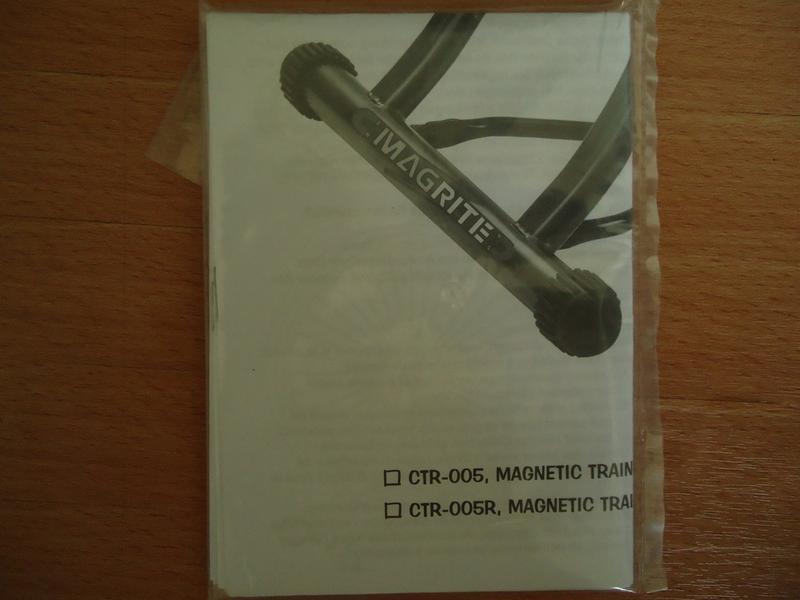 MAGRITE
CTR-005, MAGNETIC TRAIN
CTR-005R, MAGNETIC TRAI